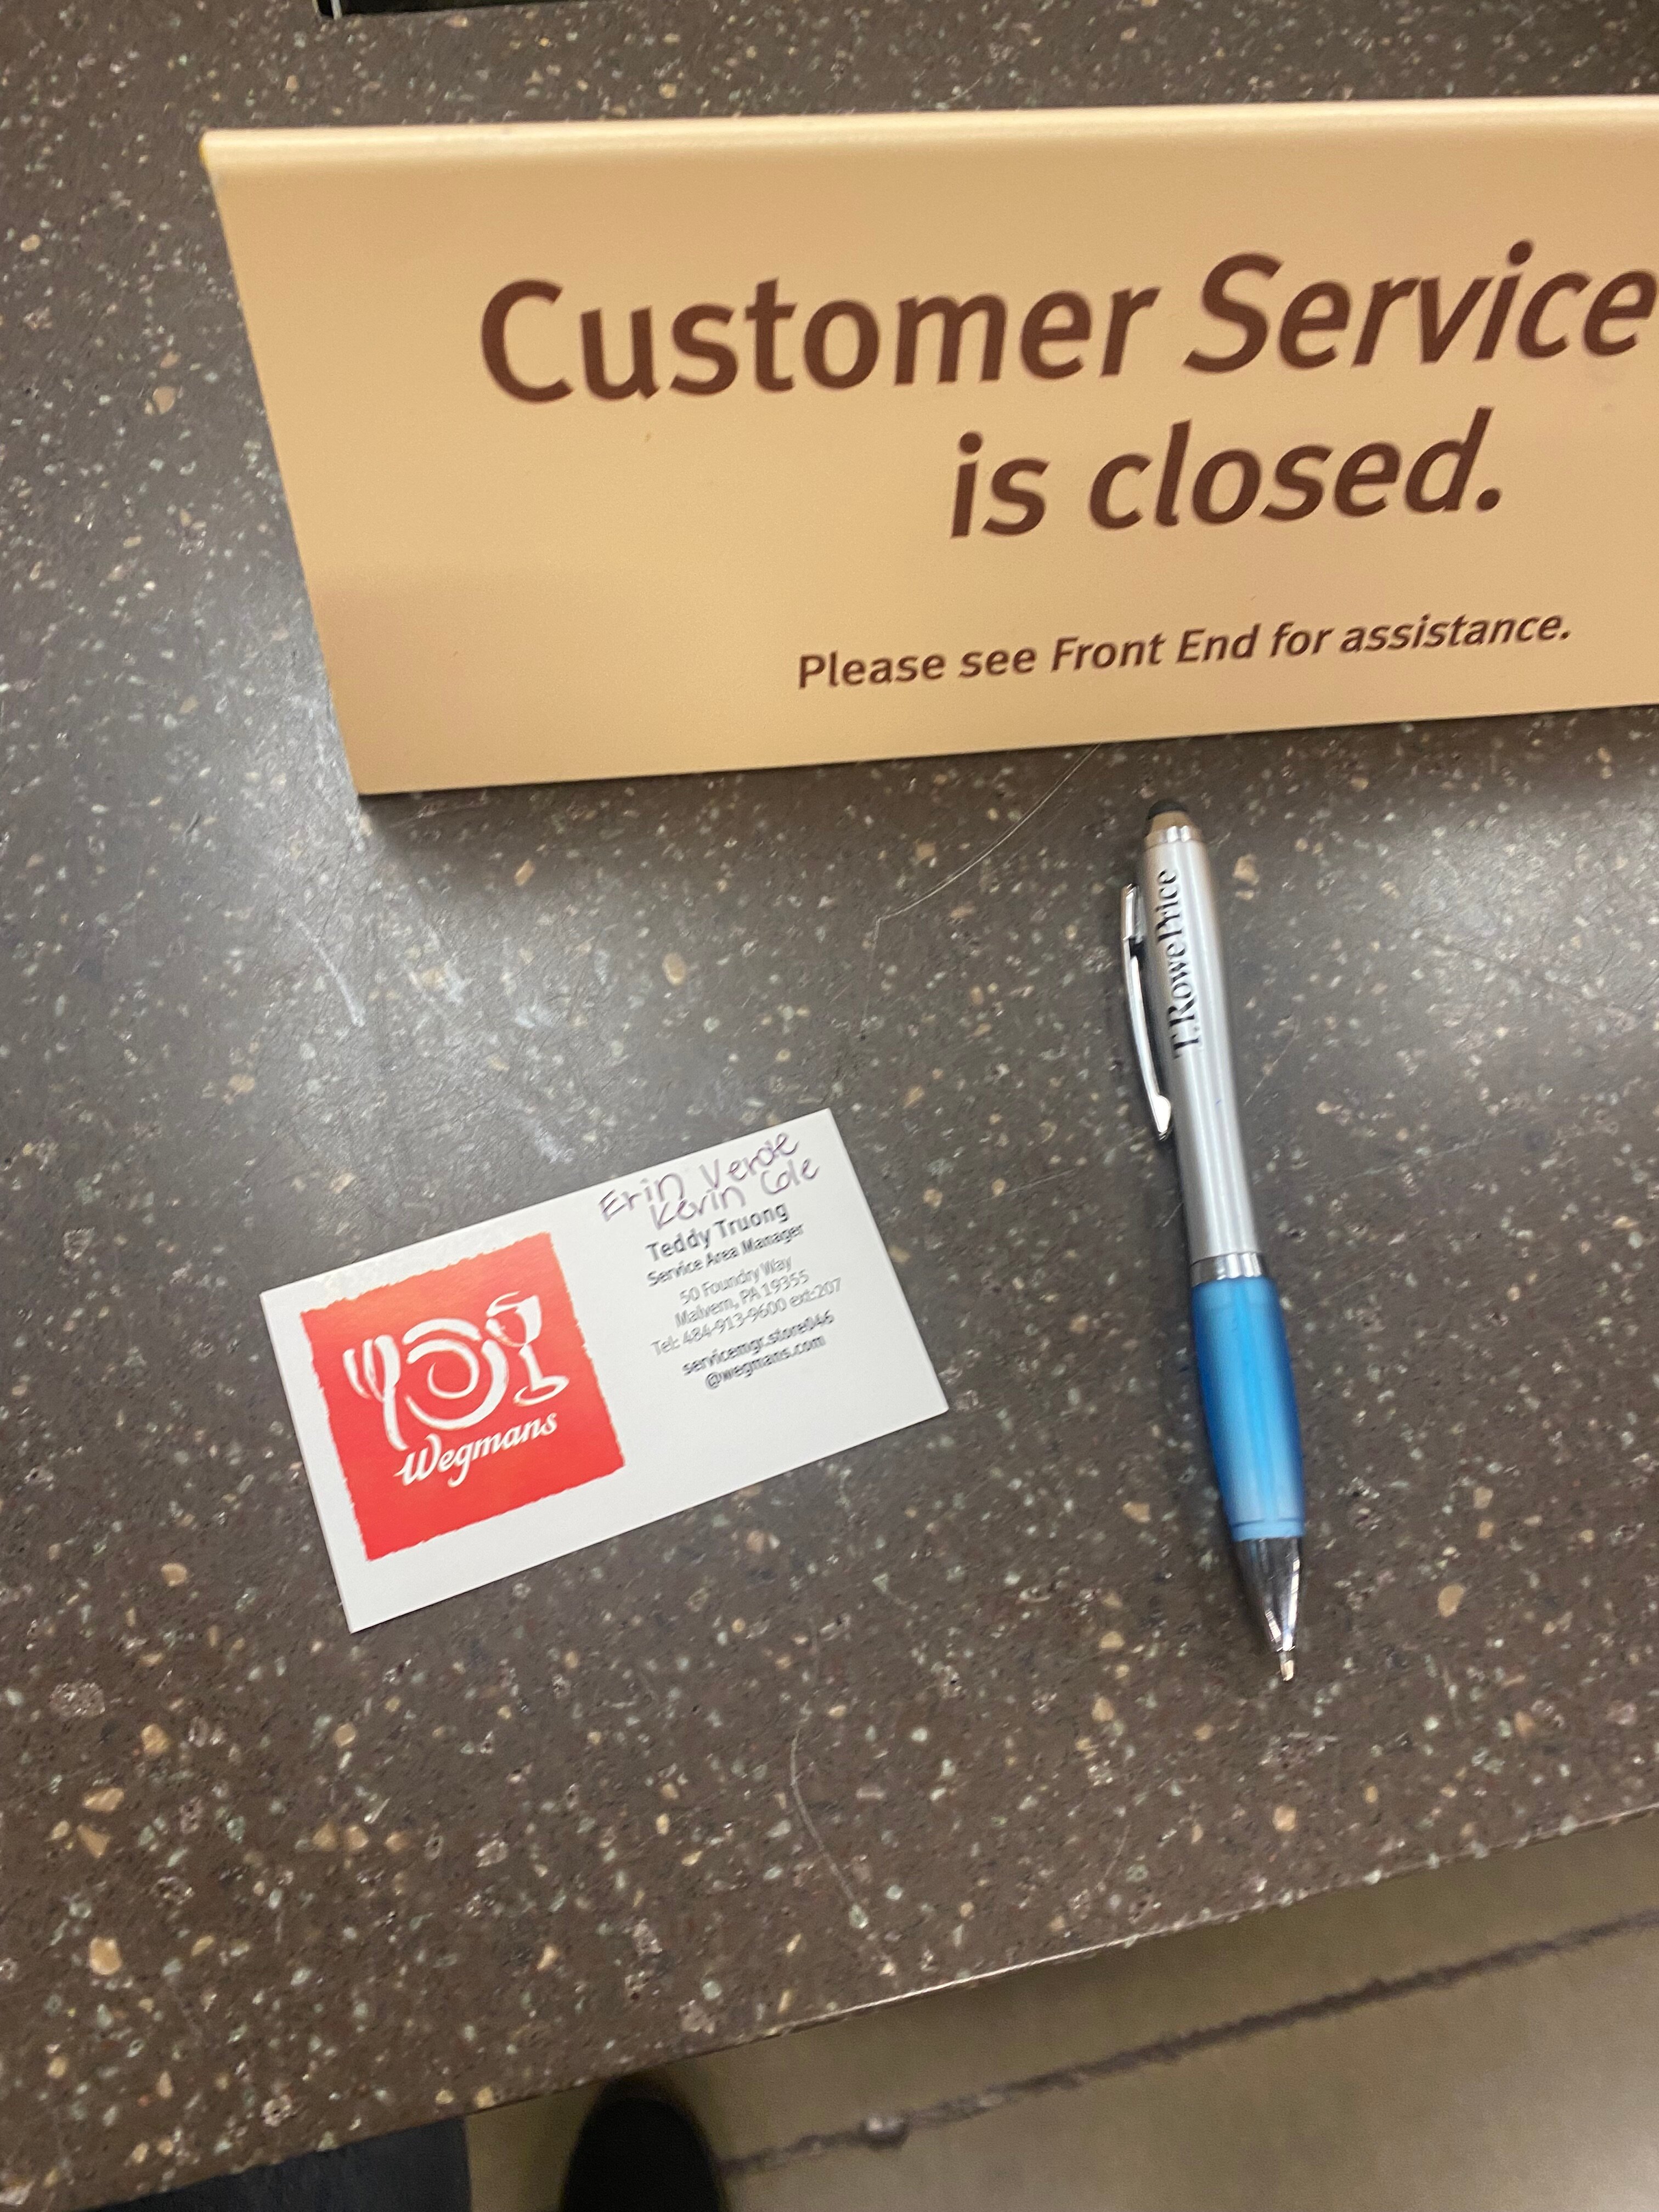 Customer Service
is closed.
Please see Front End for assistance.
T.RowePrice
Erin Verde
Kevin Cole
Teddy Truong
Service Area Manager
50 Foundry Way
Malvern, PA 19355
Tel: 484-913-9600 ext:207
servicemgr.store046
@wegmans.com
Wegmans